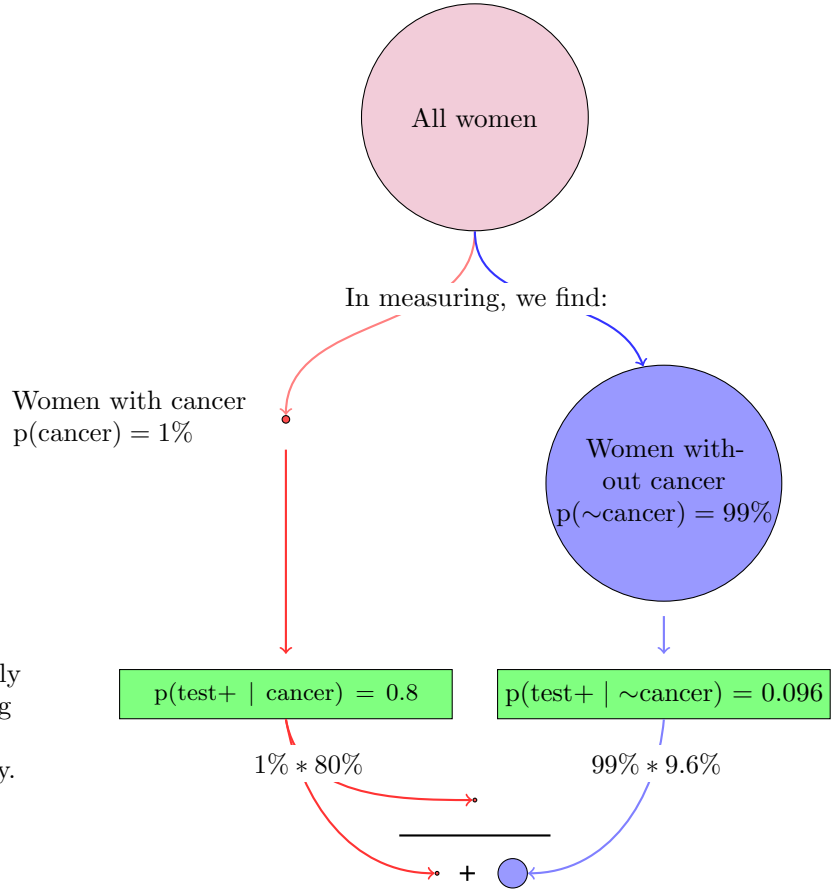 All women
In measuring, we find:
Women with cancer
p(cancer) = 1%
Women with-
out cancer
p(∼cancer) = 99%
ly
g
y.
p(test+ | cancer) = 0.8
p(test+ | ∼cancer) = 0.096
1% ∗ 80%
99% ∗ 9.6%
+